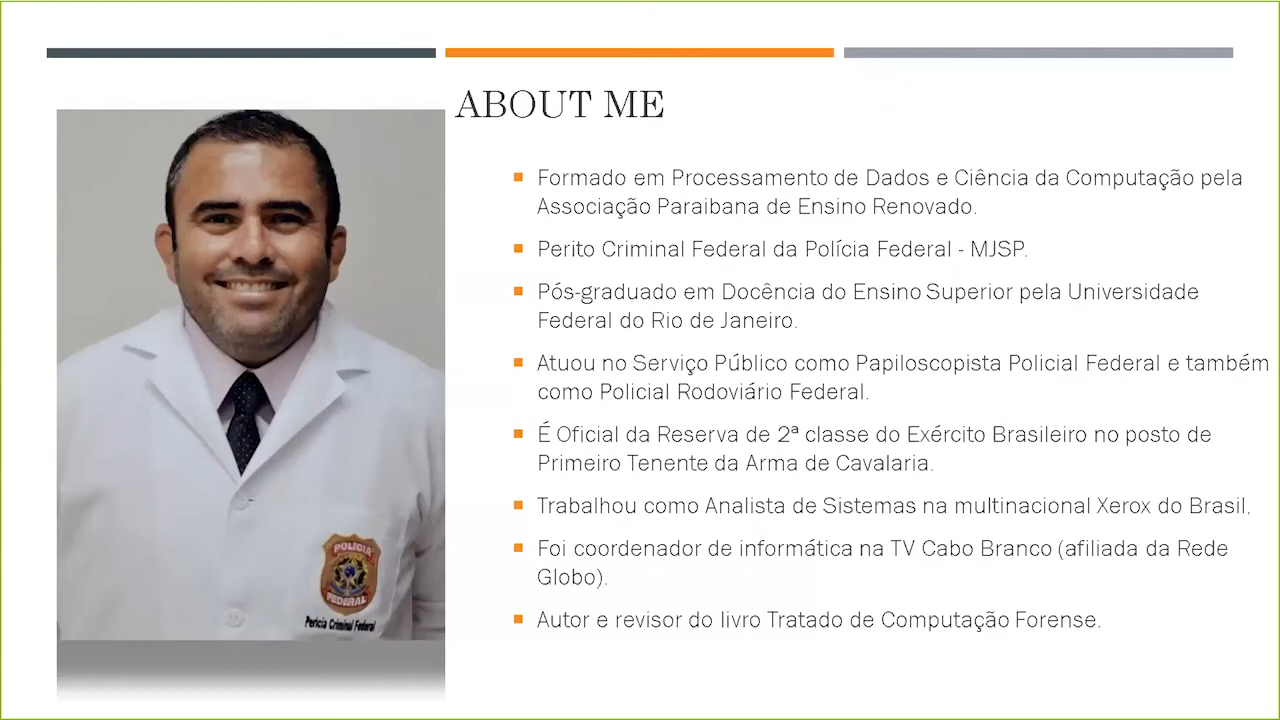 ABOUT ME
Formado em Processamento de Dados e Ciência da Computação pela
Associação Paraibana de Ensino Renovado.
Perito Criminal Federal da Polícia Federal - MJSP.
Pós-graduado em Docência do Ensino Superior pela Universidade
Federal do Rio de Janeiro.
Atuou no Serviço Público como Papiloscopista Policial Federal e também
como Policial Rodoviário Federal.
É Oficial da Reserva de 2ª classe do Exército Brasileiro no posto de
Primeiro Tenente da Arma de Cavalaria.
Trabalhou como Analista de Sistemas na multinacional Xerox do Brasil,
Foi coordenador de informática na TV Cabo Branco (afiliada da Rede
Globo).
Autor e revisor do livro Tratado de Computação Forense.
POLÍCIA
FEDERAL
Perícia Criminal Federal